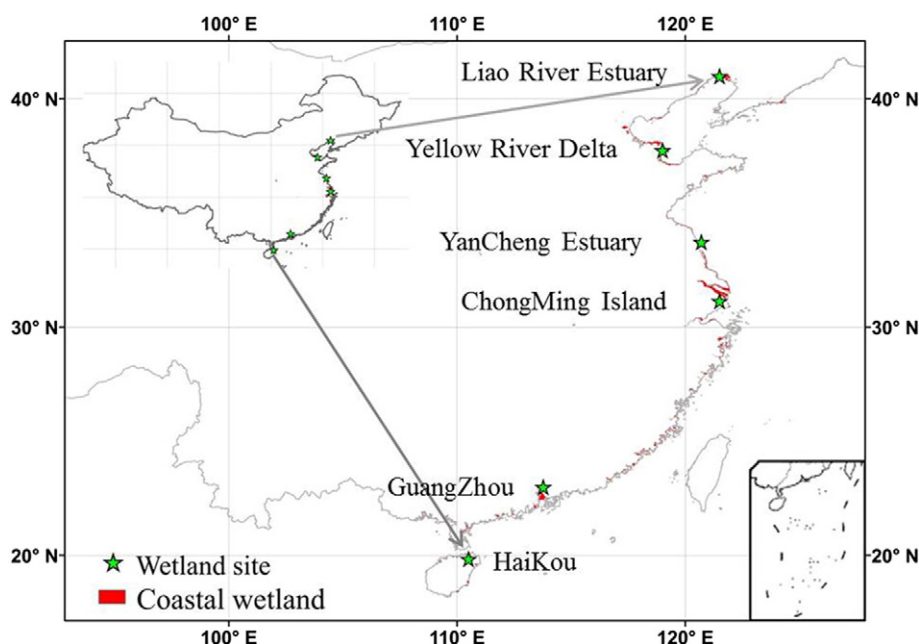 100° E 110° E 120° E
40° N 40° N
Liao River Estuary
Yellow River Delta
YanCheng Estuary
ChongMing Island
30° N 30° N
GuangZhou
20° N 20° N
HaiKou
Wetland site
Coastal wetland
100° E 110° E 120° E